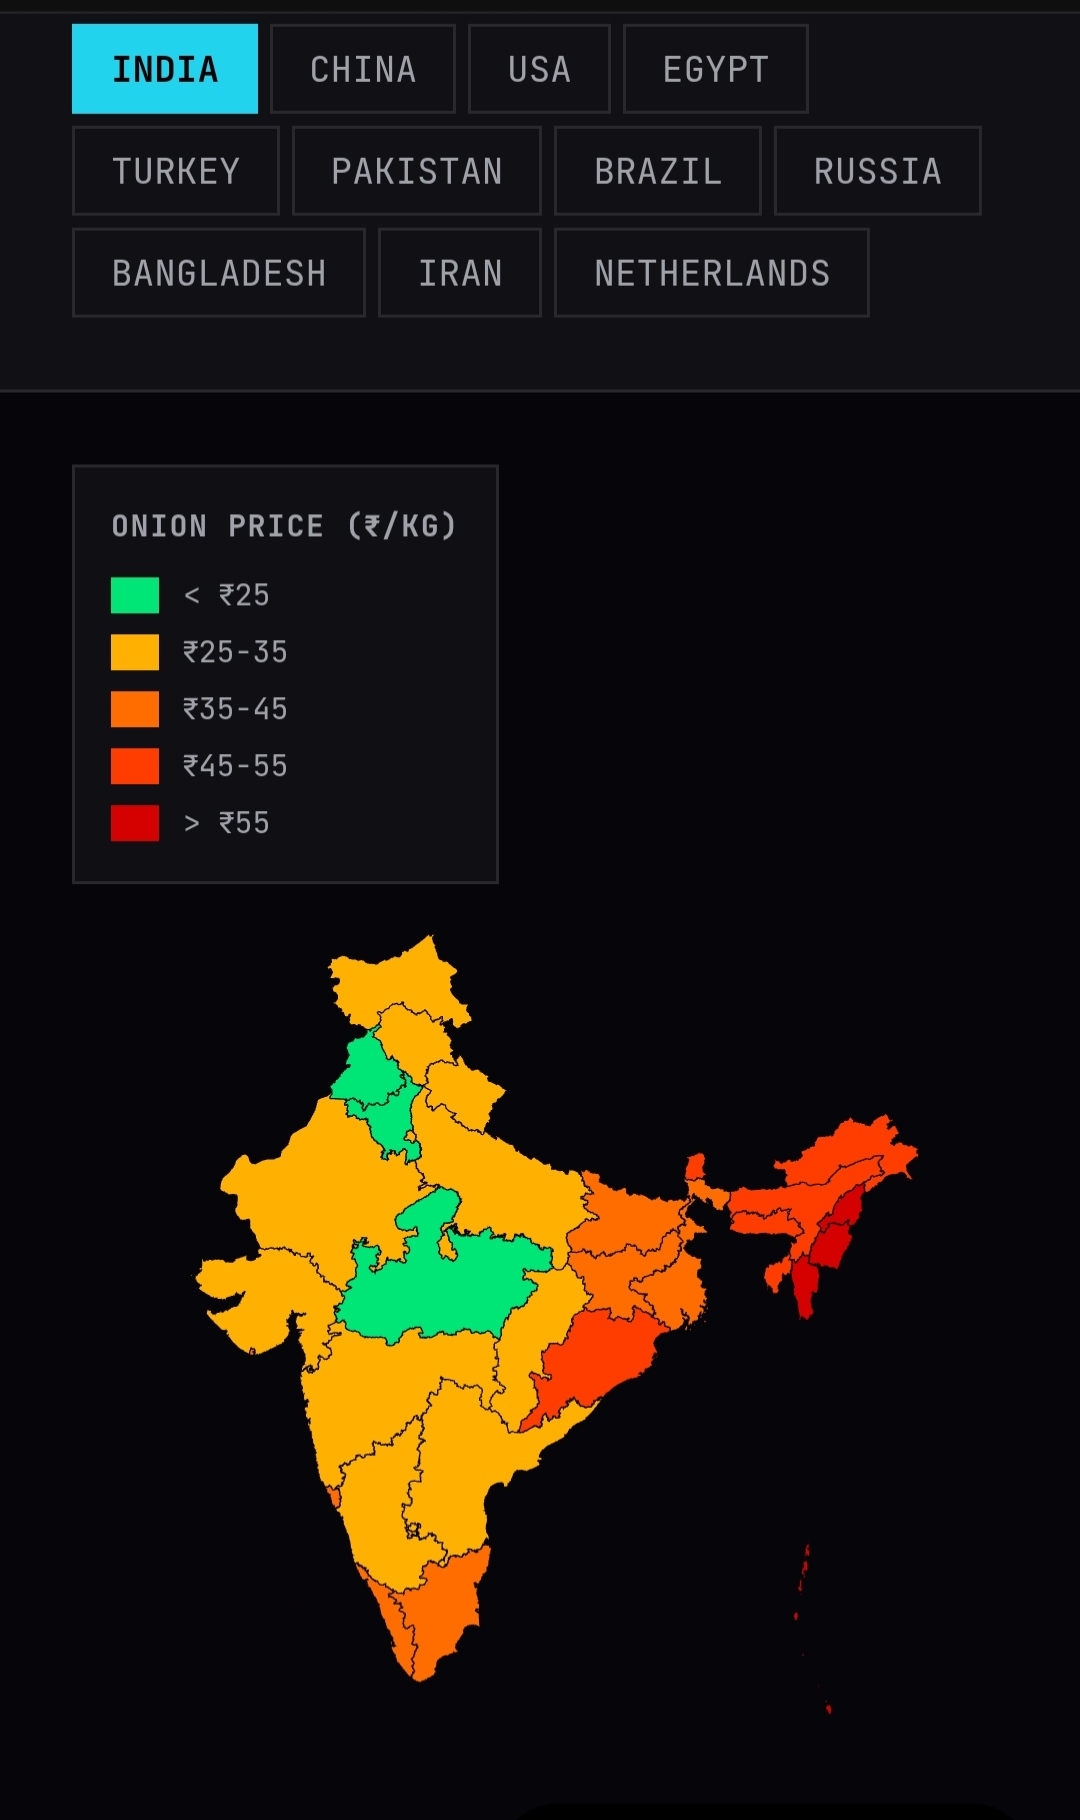 INDIA CHINA USA EGYPT
TURKEY PAKISTAN BRAZIL RUSSIA
BANGLADESH IRAN NETHERLANDS
ONION PRICE (₹/KG)
< ₹25
₹25-35
₹35-45
₹45-55
> ₹55